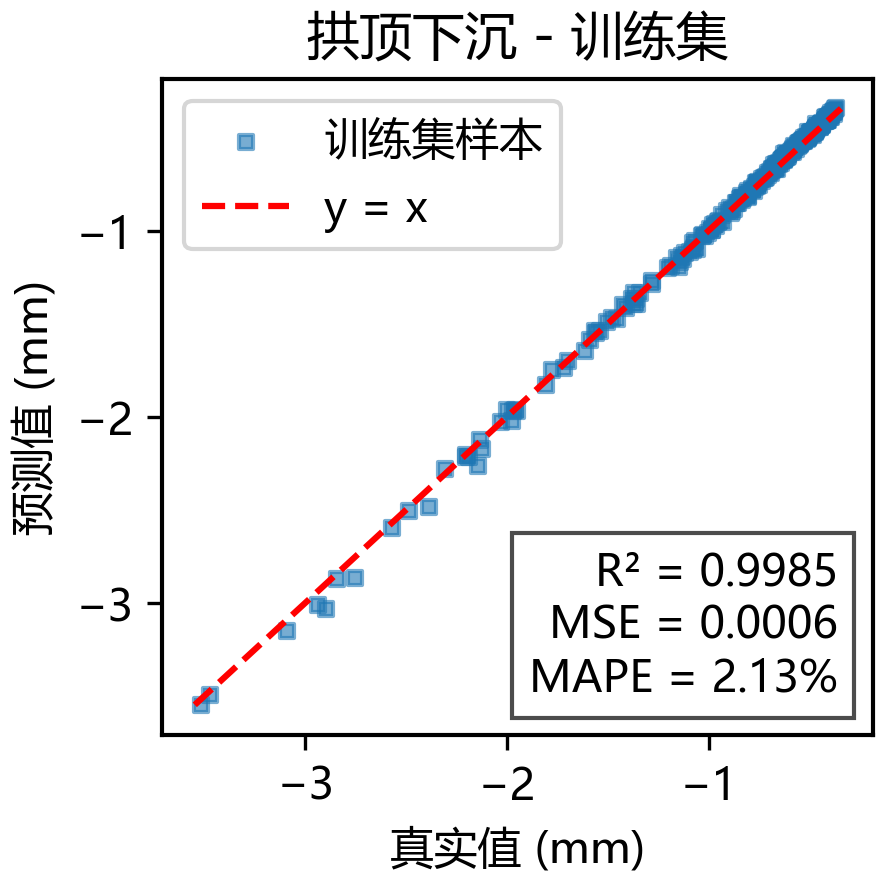 拱顶下沉 - 训练集
训练集样本
y = x
−1
−2
−3
预测值 (mm)
R² = 0.9985
MSE = 0.0006
MAPE = 2.13%
−3
−2
−1
真实值 (mm)